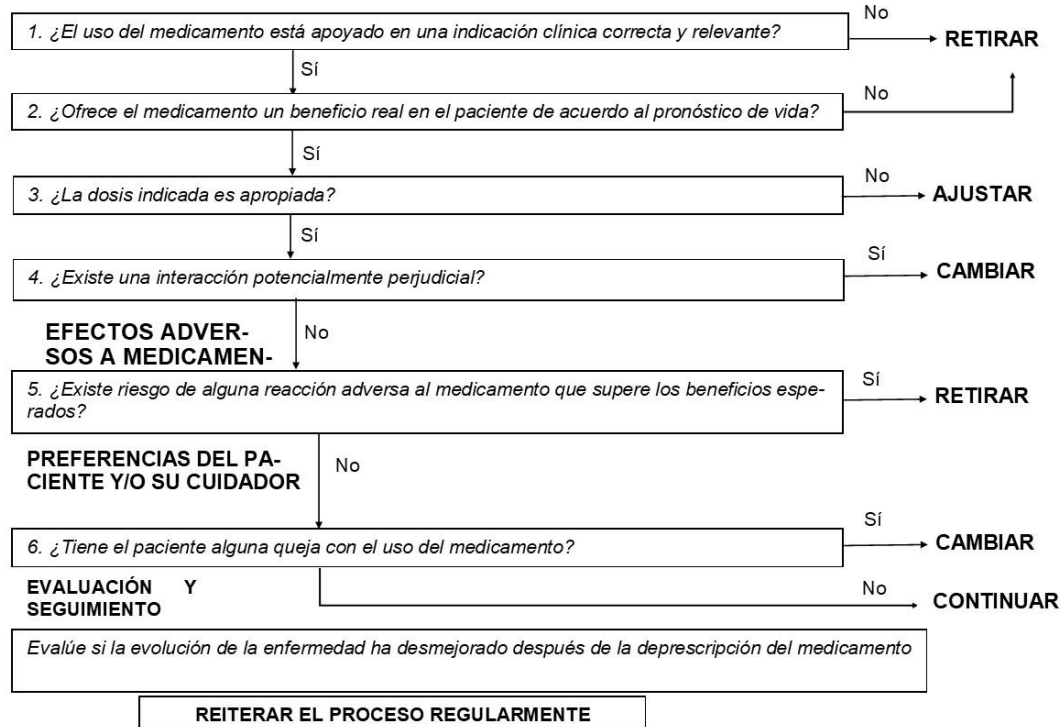 No
1. ¿El uso del medicamento está apoyado en una indicación clínica correcta y relevante?
RETIRAR
Sí
No
2. ¿Ofrece el medicamento un beneficio real en el paciente de acuerdo al pronóstico de vida?
Sí
No
3. ¿La dosis indicada es apropiada?
AJUSTAR
Sí
Sí
4. ¿Existe una interacción potencialmente perjudicial?
CAMBIAR
EFECTOS ADVER-
SOS A MEDICAMEN-
No
Sí
5. ¿Existe riesgo de alguna reacción adversa al medicamento que supere los beneficios espe-
rados?
RETIRAR
PREFERENCIAS DEL PA-
CIENTE Y/O SU CUIDADOR
No
Sí
6. ¿Tiene el paciente alguna queja con el uso del medicamento?
CAMBIAR
EVALUACIÓN Y
SEGUIMIENTO
No
CONTINUAR
Evalúe si la evolución de la enfermedad ha desmejorado después de la deprescripción del medicamento
REITERAR EL PROCESO REGULARMENTE